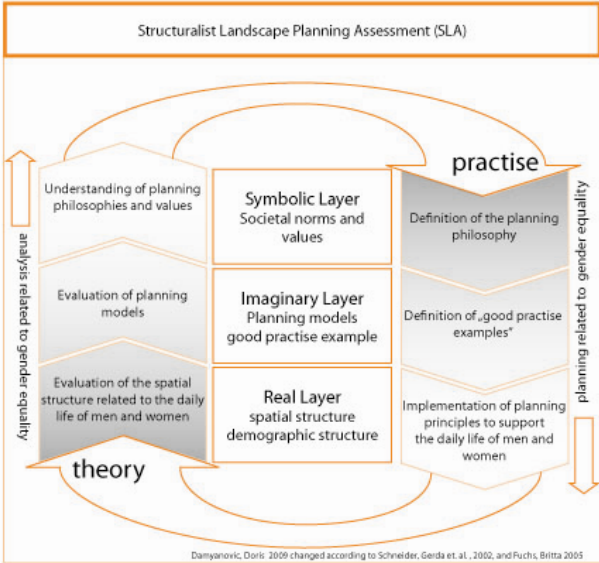 Structuralist Landscape Planning Assessment (SLA)
analysis related to gender equality
Understanding of planning
philosophies and values
Evaluation of planning
models
Evaluation of the spatial
structure related to the daily
life of men and women
theory
Symbolic Layer
Societal norms and
values
Imaginary Layer
Planning models
good practise example
Real Layer
spatial structure
demographic structure
practise
Definition of the planning
philosophy
Definition of „good practise
examples"
Implementation of planning
principles to support
the daily life of men and
women
planning related to gender equality
Damyanovic, Doris 2009 changed according to Schneider, Gerda et. al., 2002, and Fuchs, Britta 2005